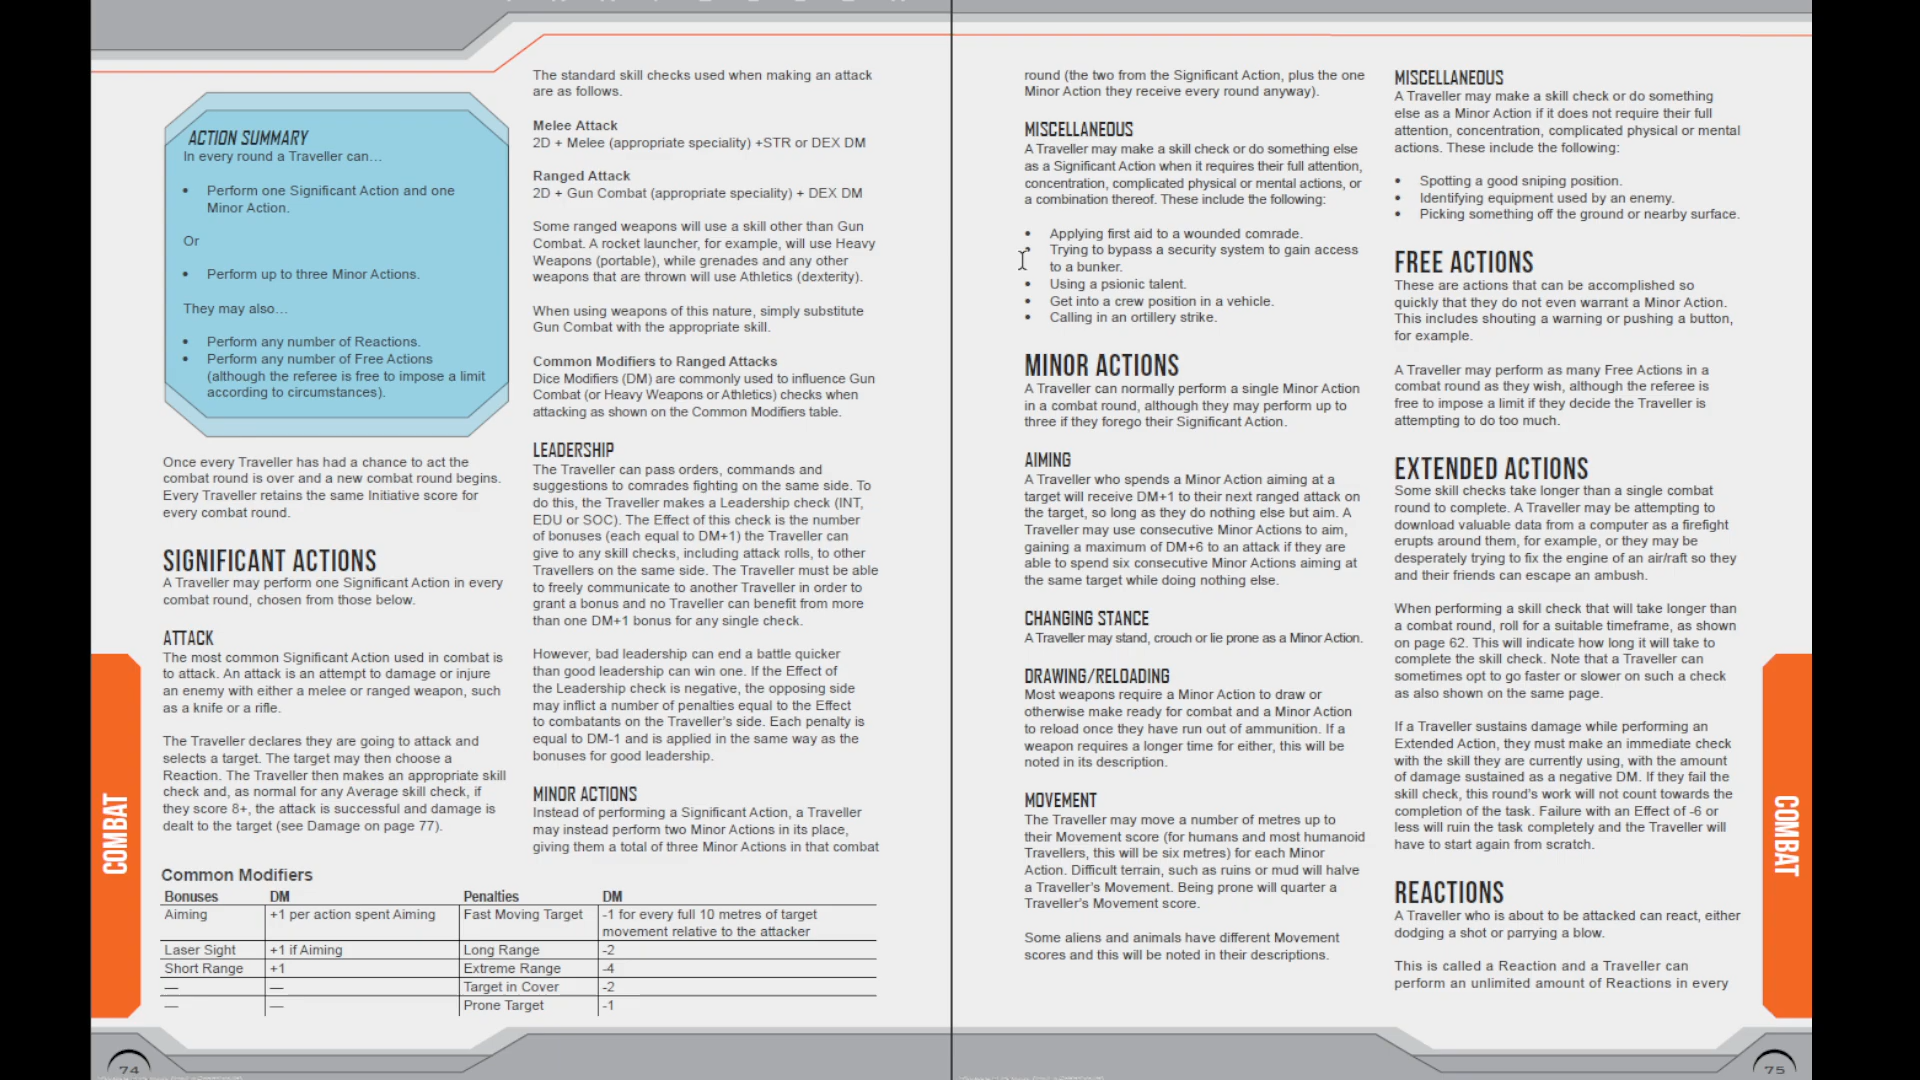 ACTION SUMMARY
In every round a Traveller can…
• Perform one Significant Action and one
Minor Action.
Or
• Perform up to three Minor Actions.
They may also…
• Perform any number of Reactions.
• Perform any number of Free Actions
(although the referee is free to impose a limit
according to circumstances).
Once every Traveller has had a chance to act the
combat round is over and a new combat round begins.
Every Traveller retains the same Initiative score for
every combat round.
SIGNIFICANT ACTIONS
A Traveller may perform one Significant Action in every
combat round, chosen from those below.
ATTACK
The most common Significant Action used in combat is
to attack. An attack is an attempt to damage or injure
an enemy with either a melee or ranged weapon, such
as a knife or a rifle.
The Traveller declares they are going to attack and
selects a target. The target may then choose a
Reaction. The Traveller then makes an appropriate skill
check and, as normal for any Average skill check, if
they score 8+, the attack is successful and damage is
dealt to the target (see Damage on page 77).
The standard skill checks used when making an attack
are as follows.
Melee Attack
2D + Melee (appropriate speciality) +STR or DEX DM
Ranged Attack
2D + Gun Combat (appropriate speciality) + DEX DM
Some ranged weapons will use a skill other than Gun
Combat. A rocket launcher, for example, will use Heavy
Weapons (portable), while grenades and any other
weapons that are thrown will use Athletics (dexterity).
When using weapons of this nature, simply substitute
Gun Combat with the appropriate skill.
Common Modifiers to Ranged Attacks
Dice Modifiers (DM) are commonly used to influence Gun
Combat (or Heavy Weapons or Athletics) checks when
attacking as shown on the Common Modifiers table.
LEADERSHIP
The Traveller can pass orders, commands and
suggestions to comrades fighting on the same side. To
do this, the Traveller makes a Leadership check (INT,
EDU or SOC). The Effect of this check is the number
of bonuses (each equal to DM+1) the Traveller can
give to any skill checks, including attack rolls, to other
Travellers on the same side. The Traveller must be able
to freely communicate to another Traveller in order to
grant a bonus and no Traveller can benefit from more
than one DM+1 bonus for any single check.
However, bad leadership can end a battle quicker
than good leadership can win one. If the Effect of
the Leadership check is negative, the opposing side
may inflict a number of penalties equal to the Effect
to combatants on the Traveller's side. Each penalty is
equal to DM-1 and is applied in the same way as the
bonuses for good leadership.
MINOR ACTIONS
Instead of performing a Significant Action, a Traveller
may instead perform two Minor Actions in its place,
giving them a total of three Minor Actions in that combat
Common Modifiers
Bonuses DM Penalties DM
Aiming +1 per action spent Aiming Fast Moving Target -1 for every full 10 metres of target
movement relative to the attacker
Laser Sight +1 if Aiming Long Range -2
Short Range +1 Extreme Range -4
— — Target in Cover -2
— — Prone Target -1
COMBAT
74
round (the two from the Significant Action, plus the one
Minor Action they receive every round anyway).
MISCELLANEOUS
A Traveller may make a skill check or do something else
as a Significant Action when it requires their full attention,
concentration, complicated physical or mental actions, or
a combination thereof. These include the following:
• Applying first aid to a wounded comrade.
• Trying to bypass a security system to gain access
to a bunker.
• Using a psionic talent.
• Get into a crew position in a vehicle.
• Calling in an ortillery strike.
MINOR ACTIONS
A Traveller can normally perform a single Minor Action
in a combat round, although they may perform up to
three if they forego their Significant Action.
AIMING
A Traveller who spends a Minor Action aiming at a
target will receive DM+1 to their next ranged attack on
the target, so long as they do nothing else but aim. A
Traveller may use consecutive Minor Actions to aim,
gaining a maximum of DM+6 to an attack if they are
able to spend six consecutive Minor Actions aiming at
the same target while doing nothing else.
CHANGING STANCE
A Traveller may stand, crouch or lie prone as a Minor Action.
DRAWING/RELOADING
Most weapons require a Minor Action to draw or
otherwise make ready for combat and a Minor Action
to reload once they have run out of ammunition. If a
weapon requires a longer time for either, this will be
noted in its description.
MOVEMENT
The Traveller may move a number of metres up to
their Movement score (for humans and most humanoid
Travellers, this will be six metres) for each Minor
Action. Difficult terrain, such as ruins or mud will halve
a Traveller's Movement. Being prone will quarter a
Traveller's Movement score.
Some aliens and animals have different Movement
scores and this will be noted in their descriptions.
MISCELLANEOUS
A Traveller may make a skill check or do something
else as a Minor Action if it does not require their full
attention, concentration, complicated physical or mental
actions. These include the following:
• Spotting a good sniping position.
• Identifying equipment used by an enemy.
• Picking something off the ground or nearby surface.
FREE ACTIONS
These are actions that can be accomplished so
quickly that they do not even warrant a Minor Action.
This includes shouting a warning or pushing a button,
for example.
A Traveller may perform as many Free Actions in a
combat round as they wish, although the referee is
free to impose a limit if they decide the Traveller is
attempting to do too much.
EXTENDED ACTIONS
Some skill checks take longer than a single combat
round to complete. A Traveller may be attempting to
download valuable data from a computer as a firefight
erupts around them, for example, or they may be
desperately trying to fix the engine of an air/raft so they
and their friends can escape an ambush.
When performing a skill check that will take longer than
a combat round, roll for a suitable timeframe, as shown
on page 62. This will indicate how long it will take to
complete the skill check. Note that a Traveller can
sometimes opt to go faster or slower on such a check
as also shown on the same page.
If a Traveller sustains damage while performing an
Extended Action, they must make an immediate check
with the skill they are currently using, with the amount
of damage sustained as a negative DM. If they fail the
skill check, this round's work will not count towards the
completion of the task. Failure with an Effect of -6 or
less will ruin the task completely and the Traveller will
have to start again from scratch.
REACTIONS
A Traveller who is about to be attacked can react, either
dodging a shot or parrying a blow.
This is called a Reaction and a Traveller can
perform an unlimited amount of Reactions in every
COMBAT
75